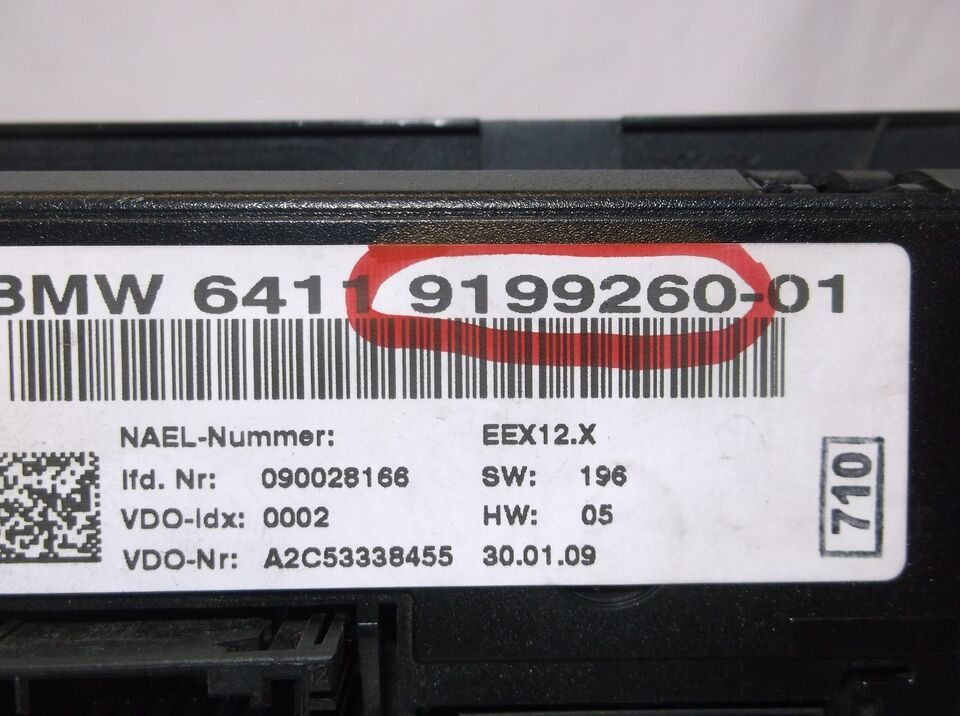 BMW 6411 9199260-01
NAEL-Nummer: EEX12.X
lfd. Nr: 090028166 SW: 196
VDO-Idx: 0002 HW: 05
VDO-Nr: A2C53338455 30.01.09
710